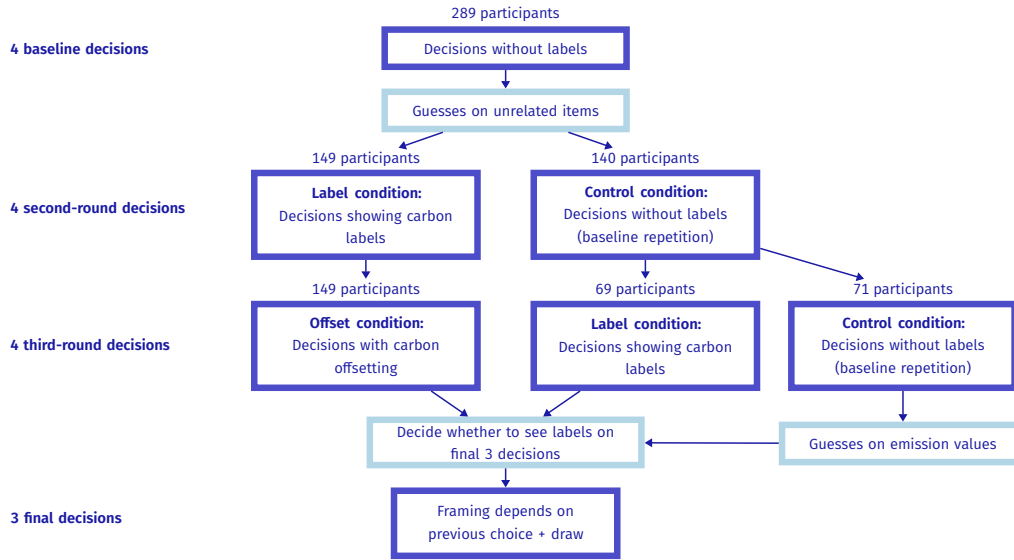 289 participants
4 baseline decisions
Decisions without labels
Guesses on unrelated items
149 participants
140 participants
4 second-round decisions
Label condition:
Decisions showing carbon
labels
Control condition:
Decisions without labels
(baseline repetition)
149 participants
69 participants
71 participants
4 third-round decisions
Offset condition:
Decisions with carbon
offsetting
Label condition:
Decisions showing carbon
labels
Control condition:
Decisions without labels
(baseline repetition)
Decide whether to see labels on
final 3 decisions
Guesses on emission values
3 final decisions
Framing depends on
previous choice + draw